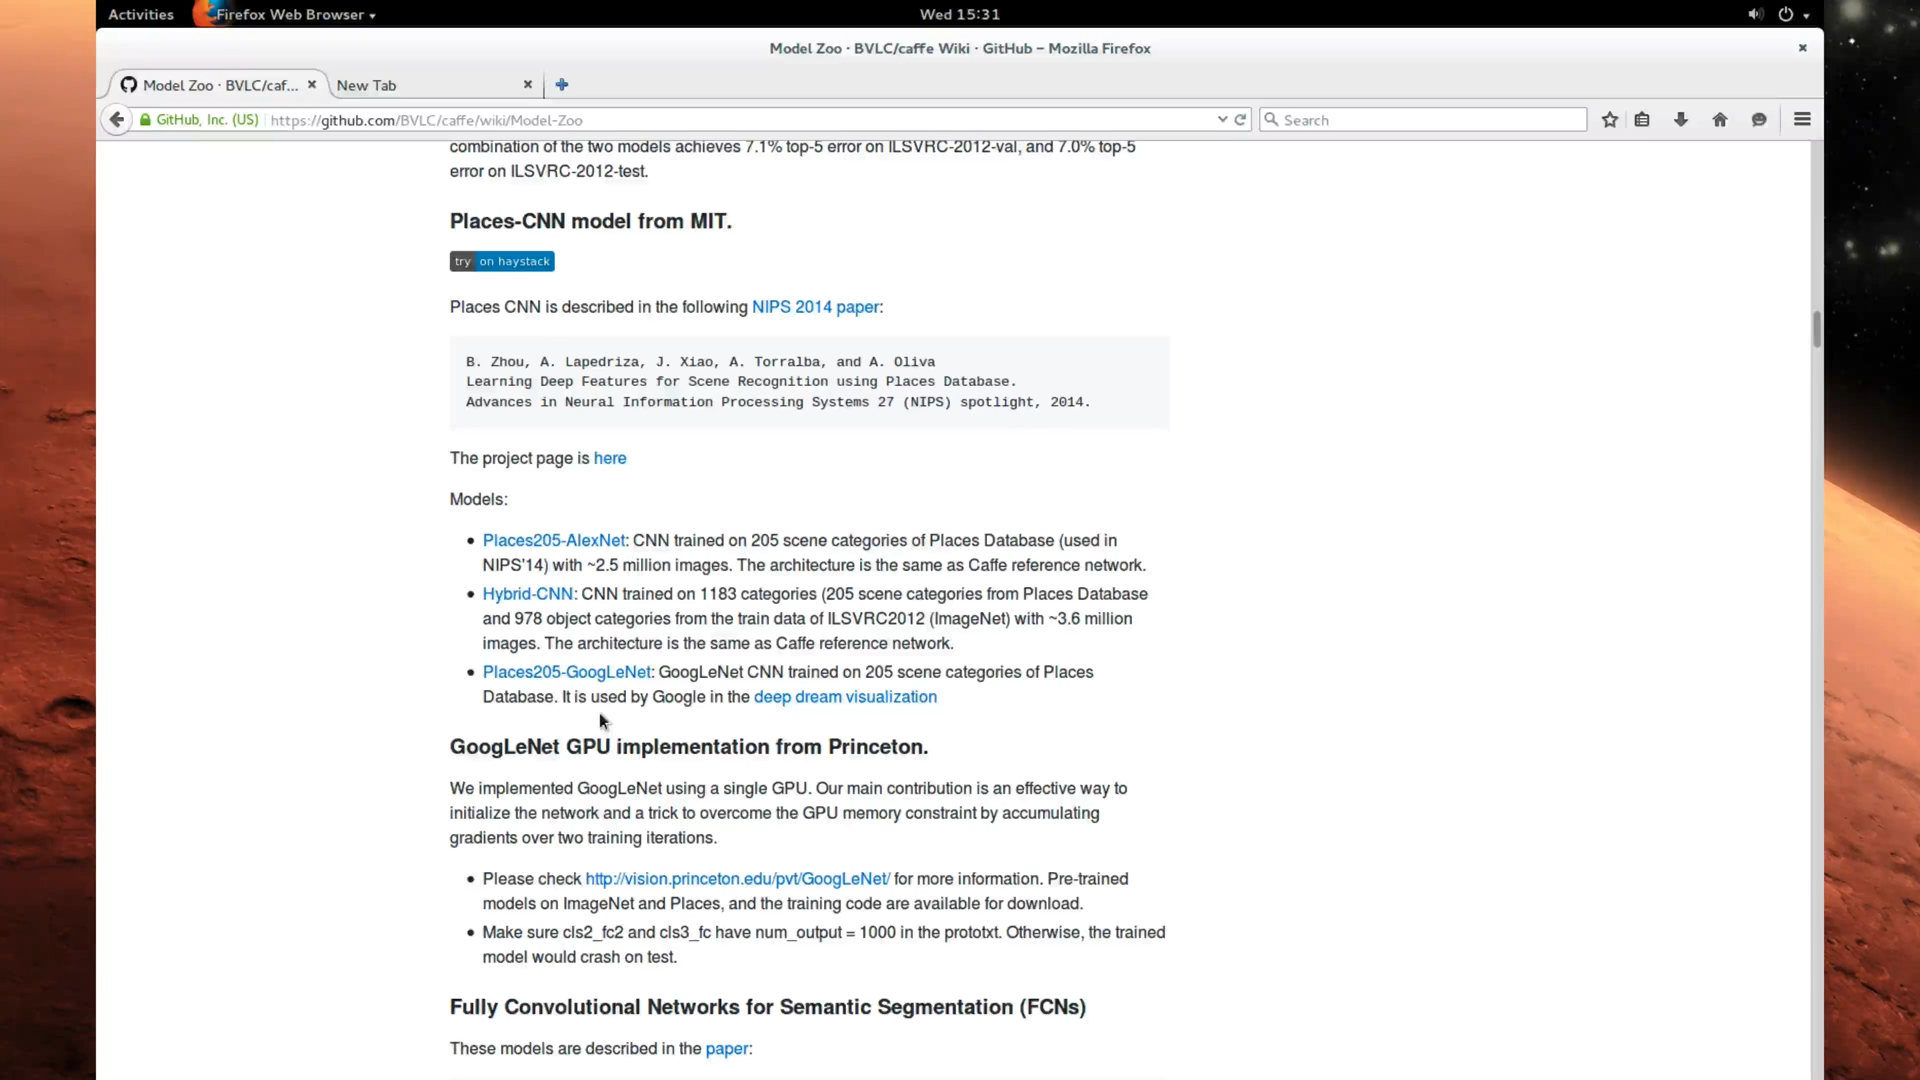 Activities Firefox Web Browser Wed 15:31
Model Zoo · BVLC/caffe Wiki · GitHub – Mozilla Firefox
Model Zoo · BVLC/caf... New Tab
GitHub, Inc. (US) https://github.com/BVLC/caffe/wiki/Model-Zoo Search
combination of the two models achieves 7.1% top-5 error on ILSVRC-2012-val, and 7.0% top-5
error on ILSVRC-2012-test.
Places-CNN model from MIT.
try on haystack
Places CNN is described in the following NIPS 2014 paper:
B. Zhou, A. Lapedriza, J. Xiao, A. Torralba, and A. Oliva
Learning Deep Features for Scene Recognition using Places Database.
Advances in Neural Information Processing Systems 27 (NIPS) spotlight, 2014.
The project page is here
Models:
• Places205-AlexNet: CNN trained on 205 scene categories of Places Database (used in
NIPS'14) with ~2.5 million images. The architecture is the same as Caffe reference network.
• Hybrid-CNN: CNN trained on 1183 categories (205 scene categories from Places Database
and 978 object categories from the train data of ILSVRC2012 (ImageNet) with ~3.6 million
images. The architecture is the same as Caffe reference network.
• Places205-GoogLeNet: GoogLeNet CNN trained on 205 scene categories of Places
Database. It is used by Google in the deep dream visualization
GoogLeNet GPU implementation from Princeton.
We implemented GoogLeNet using a single GPU. Our main contribution is an effective way to
initialize the network and a trick to overcome the GPU memory constraint by accumulating
gradients over two training iterations.
• Please check http://vision.princeton.edu/pvt/GoogLeNet/ for more information. Pre-trained
models on ImageNet and Places, and the training code are available for download.
• Make sure cls2_fc2 and cls3_fc have num_output = 1000 in the prototxt. Otherwise, the trained
model would crash on test.
Fully Convolutional Networks for Semantic Segmentation (FCNs)
These models are described in the paper: